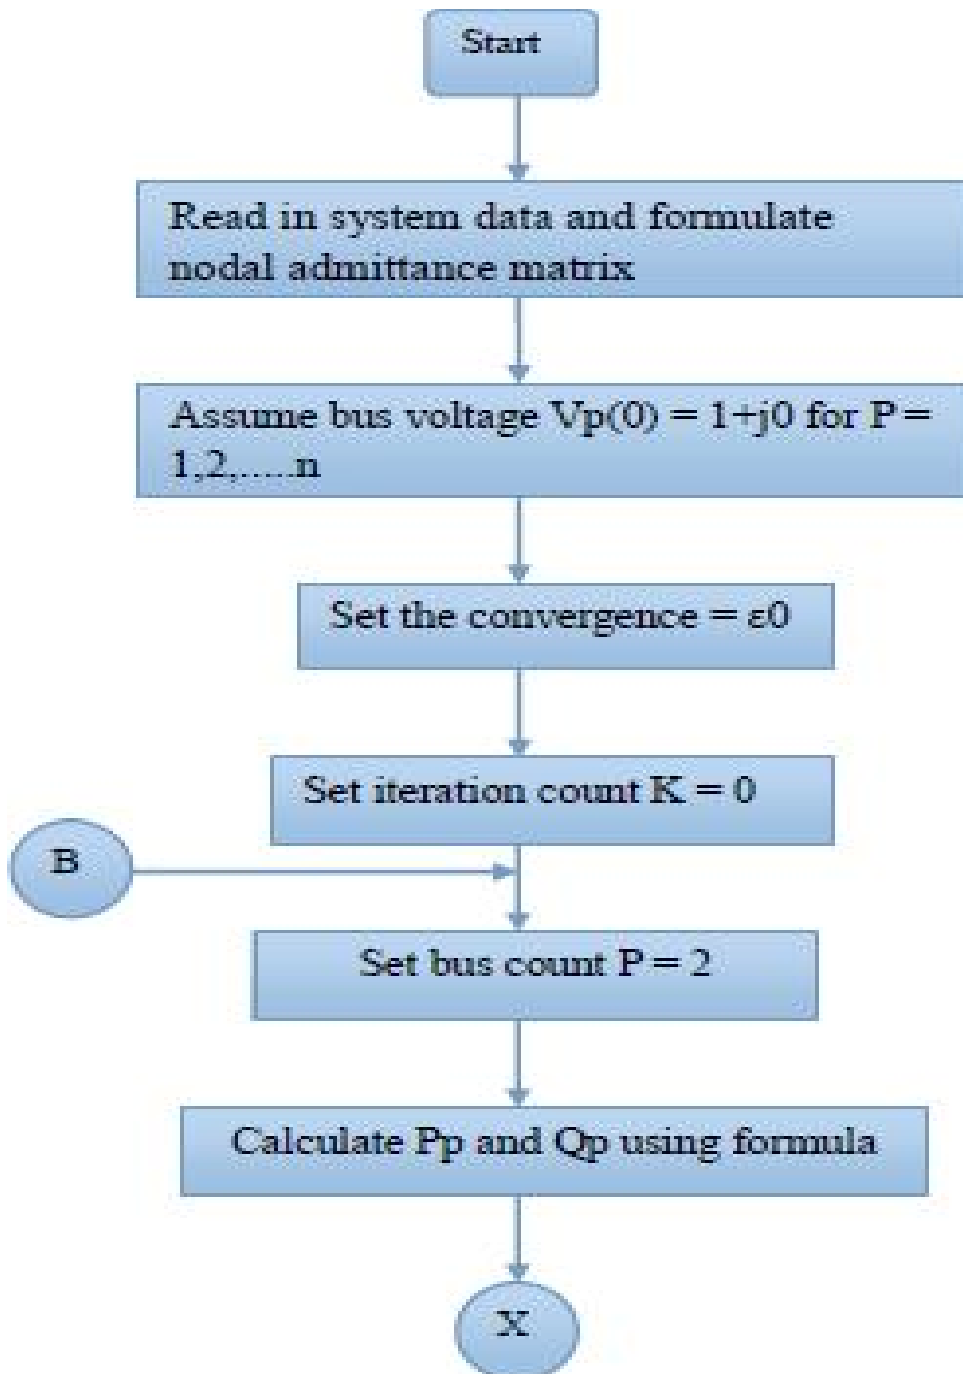 Start
Read in system data and formulate
nodal admittance matrix
Assume bus voltage Vp(0) = 1+j0 for P =
1,2,.....n
Set the convergence = ε0
Set iteration count K = 0
B
Set bus count P = 2
Calculate Pp and Qp using formula
X